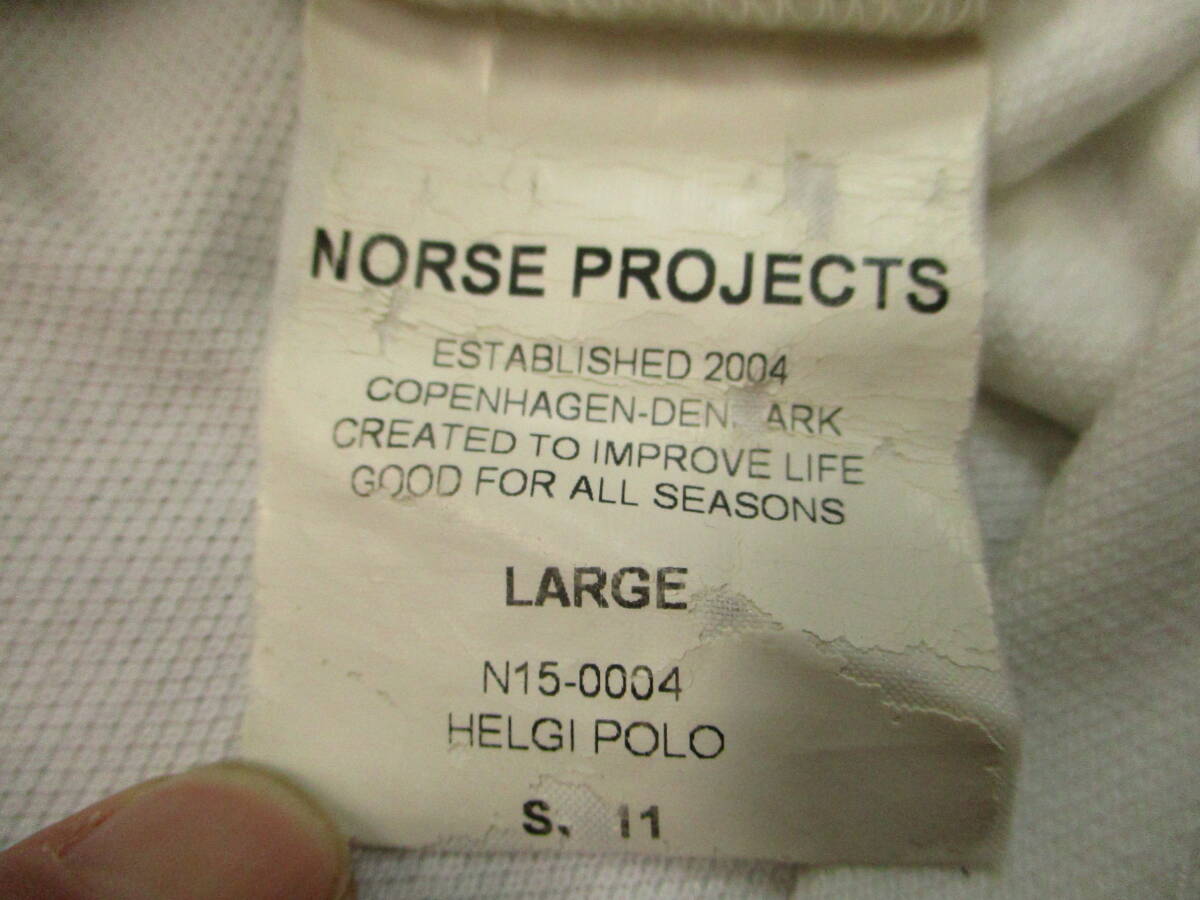 NORSE PROJECTS
ESTABLISHED 2004
COPENHAGEN-DEN ARK
CREATED TO IMPROVE LIFE
GOOD FOR ALL SEASONS
LARGE
N15-0004
HELGI POLO